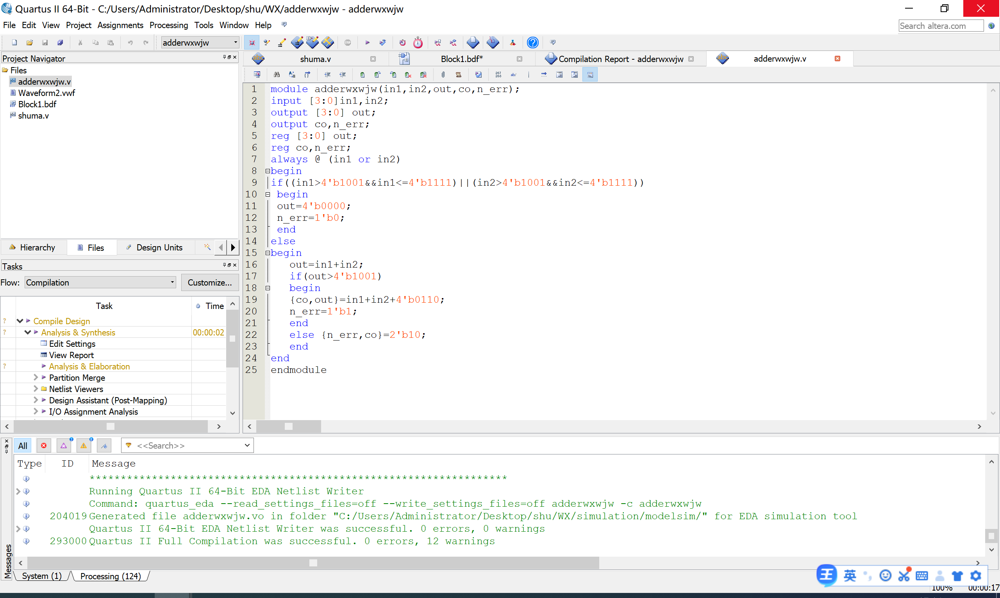 Quartus II 64-Bit - C:/Users/Administrator/Desktop/shu/WX/adderwxwjw - adderwxwjw
File Edit View Project Assignments Processing Tools Window Help
Search altera.com
adderwxwjw
Project Navigator
Files
adderwxwjw.v
Waveform2.vwf
Block1.bdf
shuma.v
Hierarchy Files Design Units
Tasks
Flow: Compilation Customize...
Task Time
Compile Design
Analysis & Synthesis 00:00:02
Edit Settings
View Report
Analysis & Elaboration
Partition Merge
Netlist Viewers
Design Assistant (Post-Mapping)
I/O Assignment Analysis
shuma.v Block1.bdf* Compilation Report - adderwxwjw adderwxwjw.v
1 module adderwxwjw(in1,in2,out,co,n_err);
2 input [3:0]in1,in2;
3 output [3:0] out;
4 output co,n_err;
5 reg [3:0] out;
6 reg co,n_err;
7 always @ (in1 or in2)
8 begin
9 if((in1>4'b1001&&in1<=4'b1111)||(in2>4'b1001&&in2<=4'b1111))
10 begin
11 out=4'b0000;
12 n_err=1'b0;
13 end
14 else
15 begin
16 out=in1+in2;
17 if(out>4'b1001)
18 begin
19 {co,out}=in1+in2+4'b0110;
20 n_err=1'b1;
21 end
22 else {n_err,co}=2'b10;
23 end
24 end
25 endmodule
All <<Search>>
Type ID Message
*******************************************************************
Running Quartus II 64-Bit EDA Netlist Writer
Command: quartus_eda --read_settings_files=off --write_settings_files=off adderwxwjw -c adderwxwjw
204019 Generated file adderwxwjw.vo in folder "C:/Users/Administrator/Desktop/shu/WX/simulation/modelsim/" for EDA simulation tool
Quartus II 64-Bit EDA Netlist Writer was successful. 0 errors, 0 warnings
293000 Quartus II Full Compilation was successful. 0 errors, 12 warnings
Messages
System (1) Processing (124)
王 英
100% 00:00:17